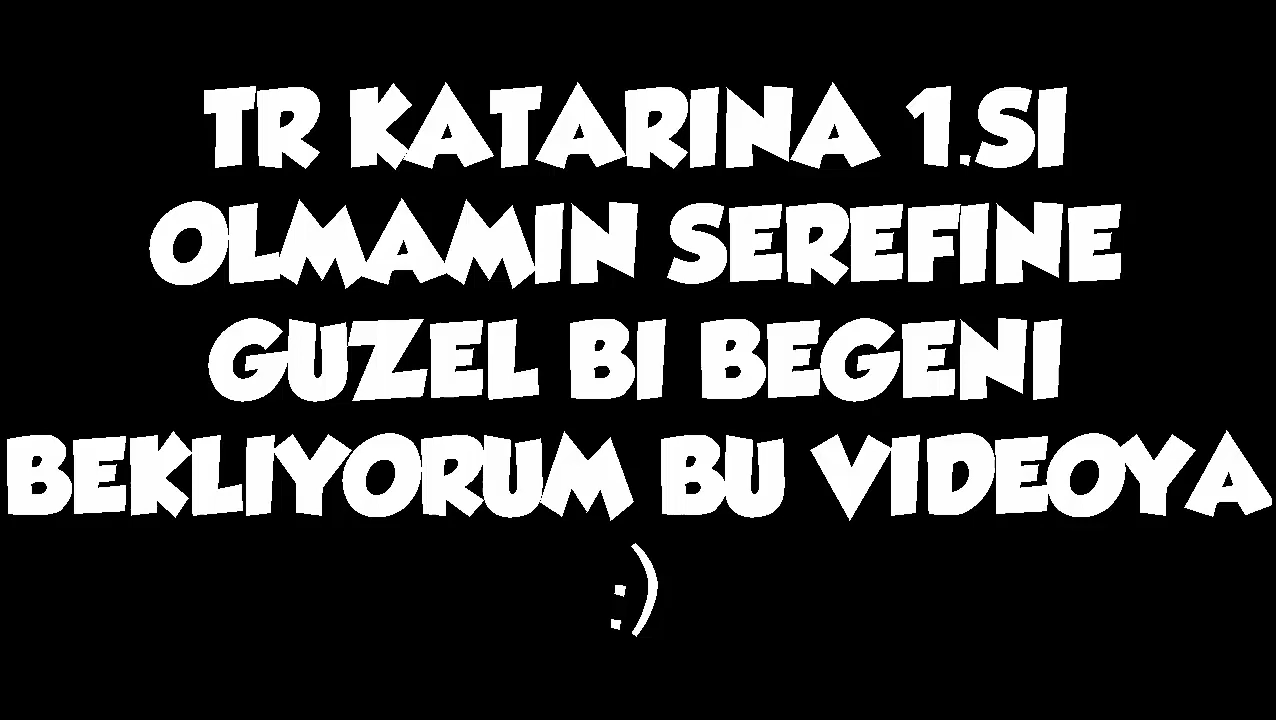 TR KATARINA 1.SI
OLMAMIN SEREFINE
GUZEL BI BEGENI
BEKLIYORUM BU VIDEOYA
:)